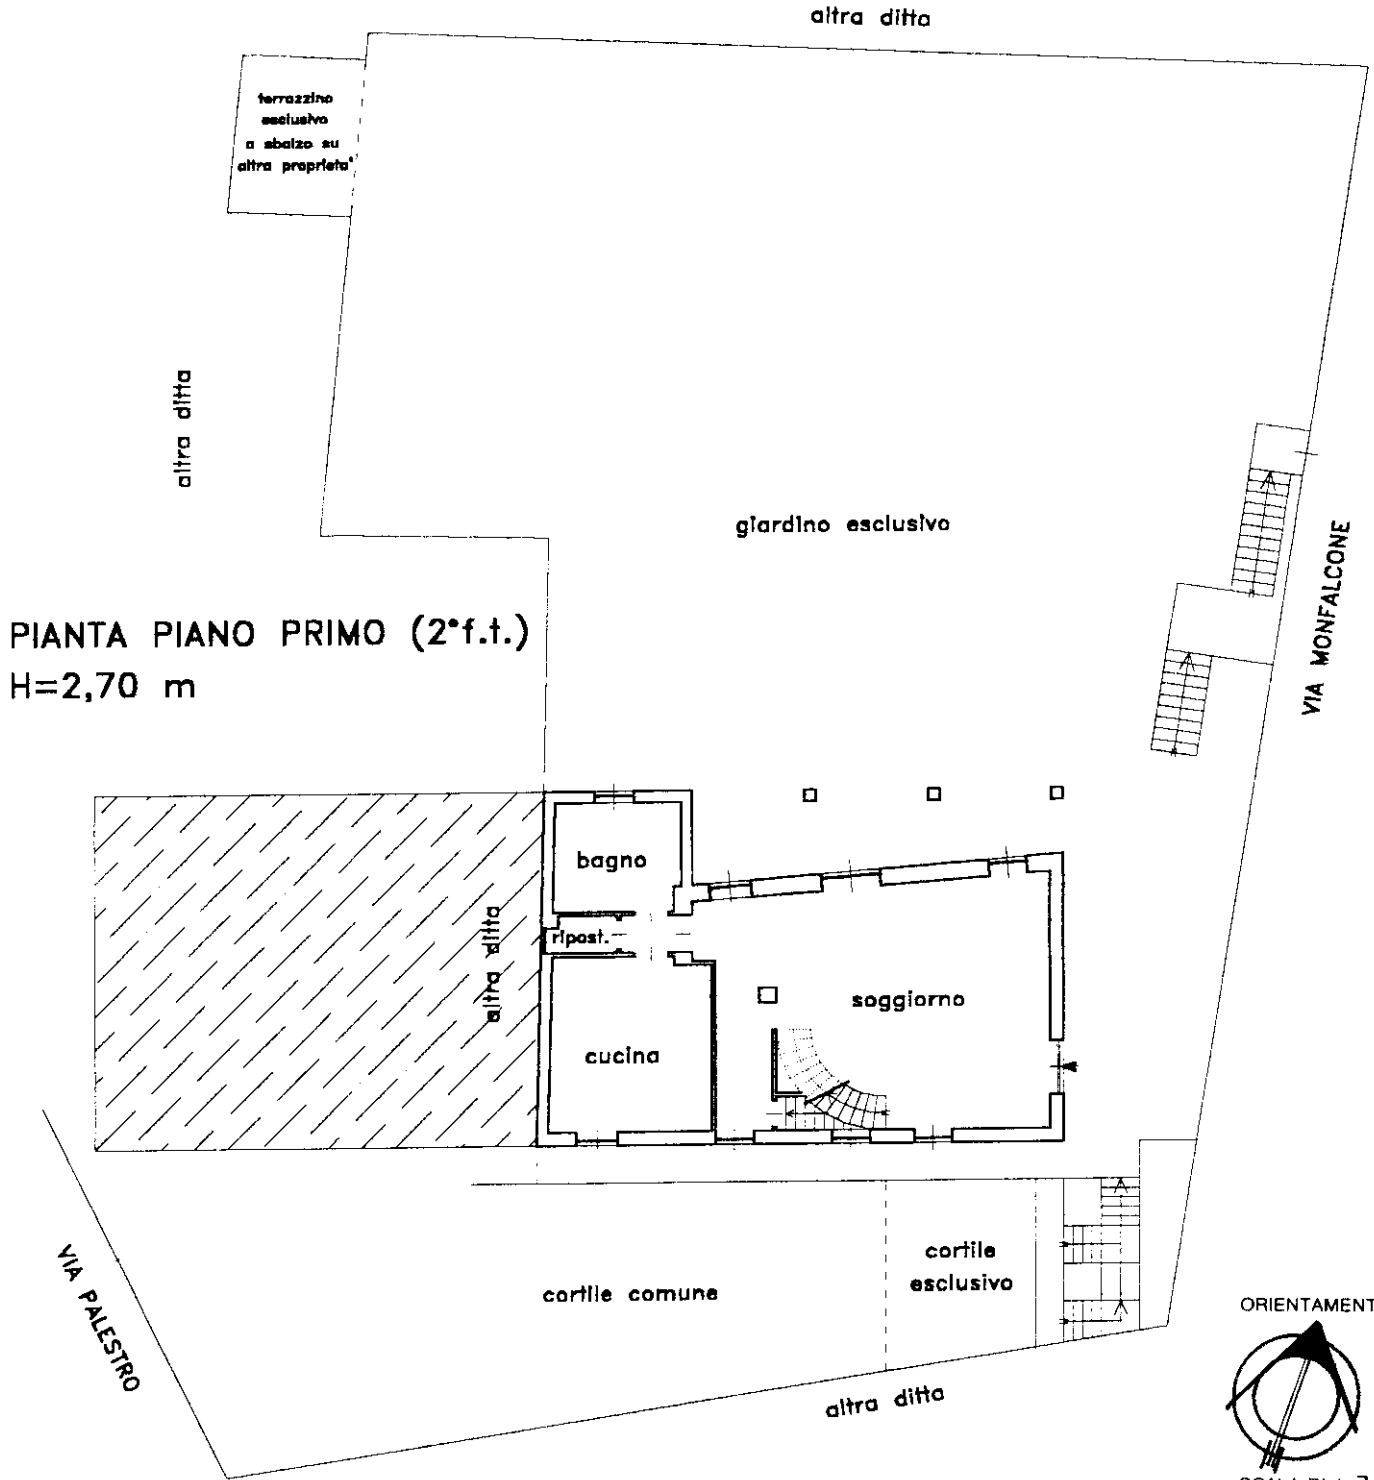 altra ditta
terrazzino
esclusivo
a sbalzo su
altra proprieta'
altra ditta
giardino esclusivo
VIA MONFALCONE
PIANTA PIANO PRIMO (2°f.t.)
H=2,70 m
bagno
altra ditta
ripost.
soggiorno
cucina
VIA PALESTRO
cortile
esclusivo
cortile comune
altra ditta
ORIENTAMENT